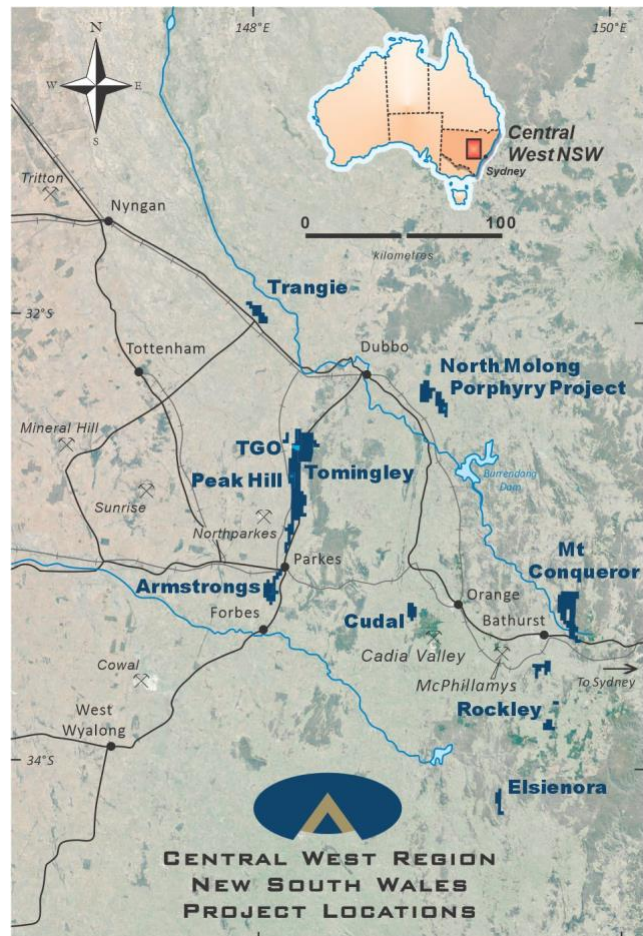 148°E
150°E
N
W
E
S
Central
West NSW
Sydney
0
100
kilometres
Tritton
Nyngan
Trangie
32°S
Tottenham
Dubbo
North Molong
Porphyry Project
Mineral Hill
TGO
Tomingley
Peak Hill
Burrendong
Dam
Sunrise
Northparkes
Parkes
Mt
Conqueror
Armstrongs
Orange
Forbes
Cudal
Bathurst
Cadia Valley
Cowal
McPhillamys
To Sydney
West
Wyalong
Rockley
34°S
Elsienora
Central West Region
New South Wales
Project Locations